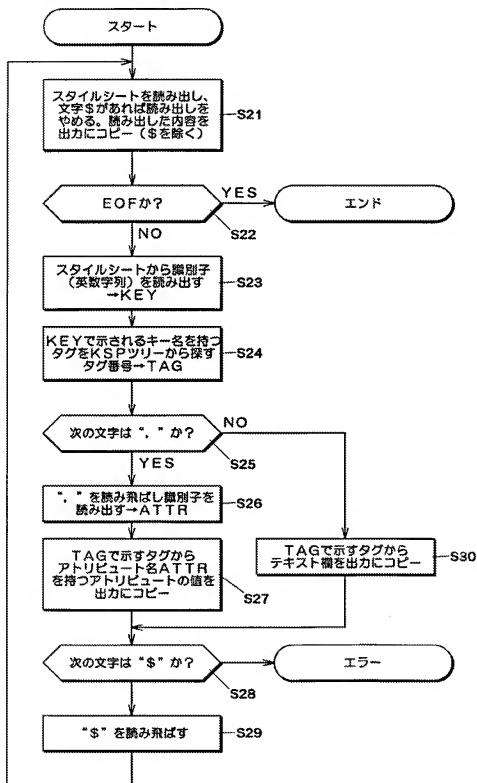 スタート
スタイルシートを読み出し、
文字$があれば読み出しを
やめる。読み出した内容を
出力にコピー($を除く)
S21
EOFか?
YES
エンド
S22
NO
スタイルシートから識別子
(英数字列)を読み出す
→KEY
S23
KEYで示されるキー名を持つ
タグをKSPツリーから探す
タグ番号→TAG
S24
次の文字は“，”か?
NO
S25
YES
“，”を読み飛ばし識別子を
読み出す→ATTR
S26
TAGで示すタグから
アトリビュート名ATTR
を持つアトリビュートの値を
出力にコピー
S27
TAGで示すタグから
テキスト欄を出力にコピー
S30
次の文字は“$”か?
エラー
S28
“$”を読み飛ばす
S29